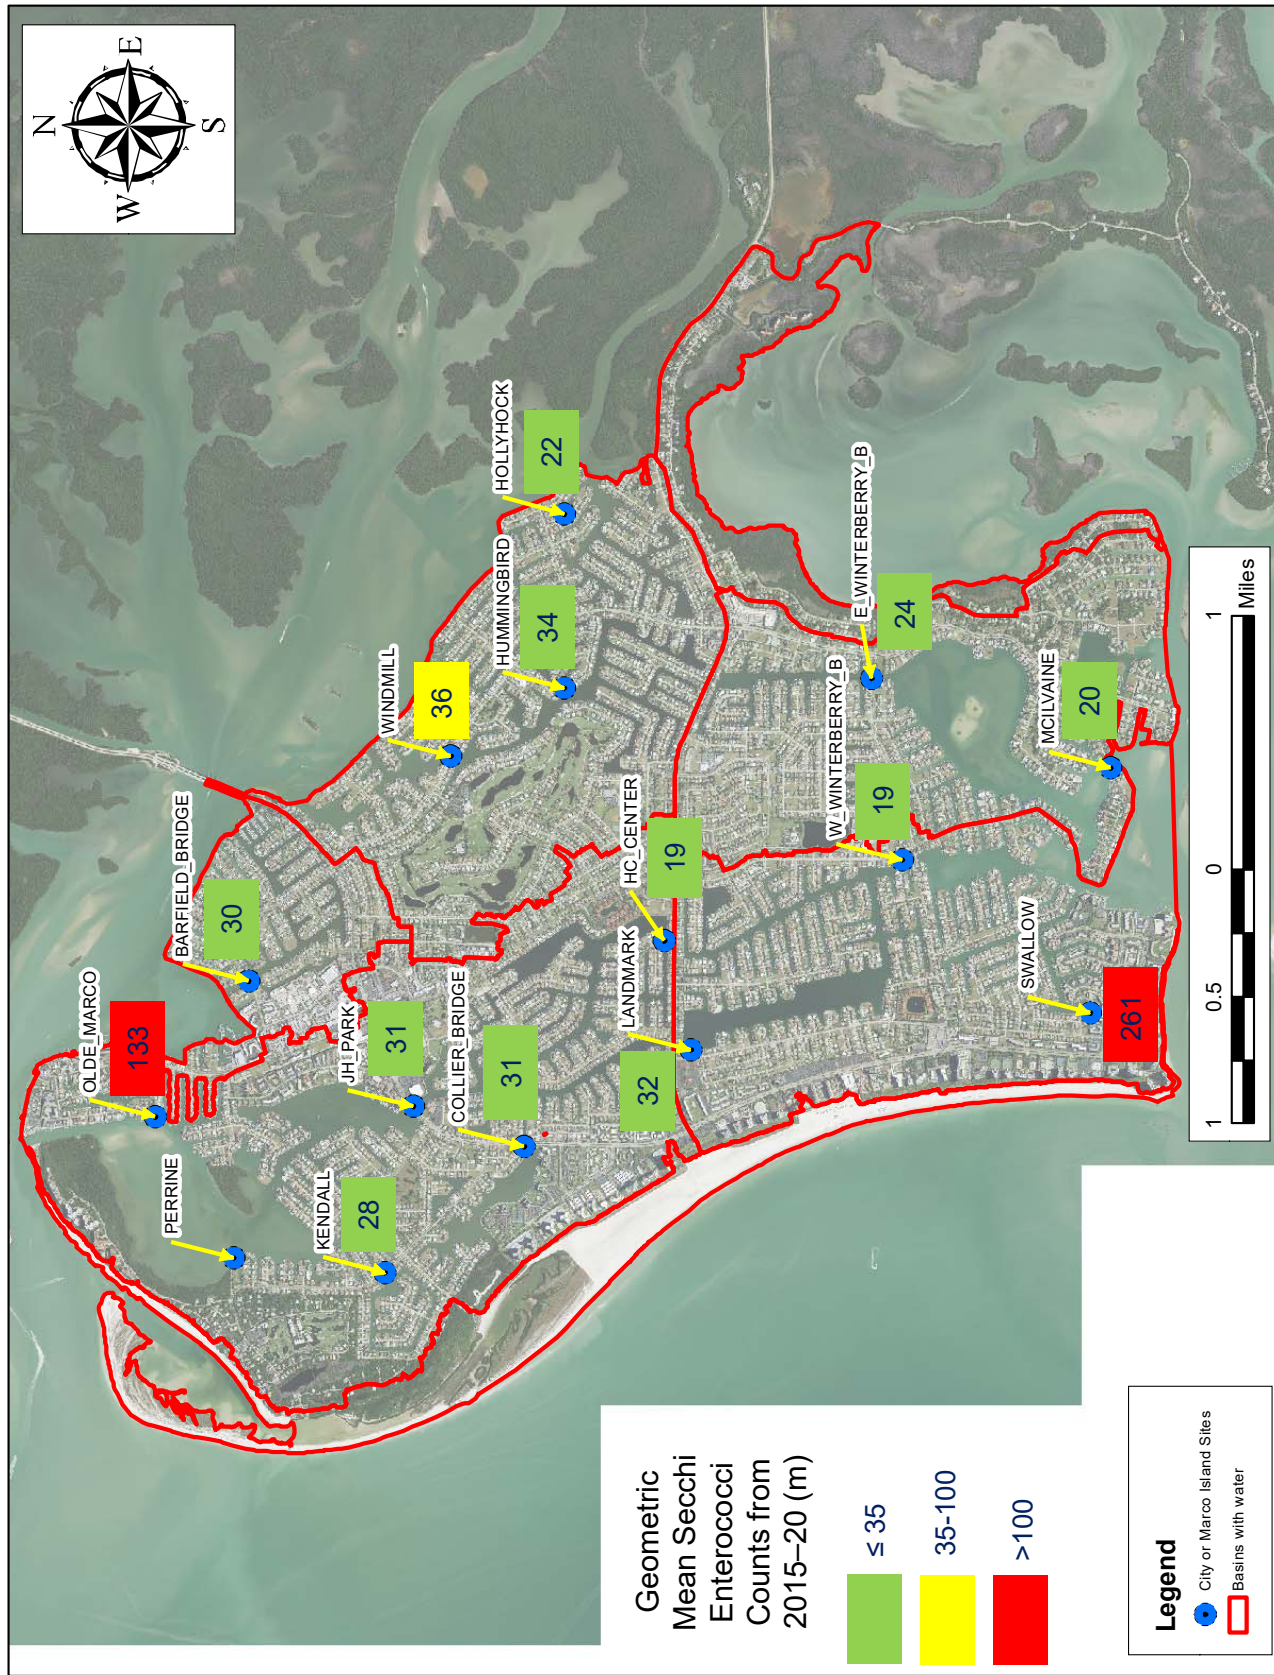 N
E
S
W
OLDE_MARCO
133
BARFIELD_BRIDGE
30
PERRINE
KENDALL
28
JH_PARK
31
COLLIER_BRIDGE
31
WINDMILL
36
HUMMINGBIRD
34
HOLLYHOCK
22
HC_CENTER
19
LANDMARK
32
W_WINTERBERRY_B
19
E_WINTERBERRY_B
24
MCILVAINE
20
SWALLOW
261
Geometric
Mean Secchi
Enterococci
Counts from
2015–20 (m)
≤ 35
35-100
>100
Legend
City or Marco Island Sites
Basins with water
1
0.5
0
1
Miles